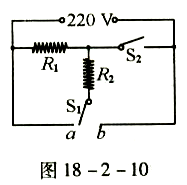 220 V
R₁
R₂
S₂
S₁
a b
图 18-2-10